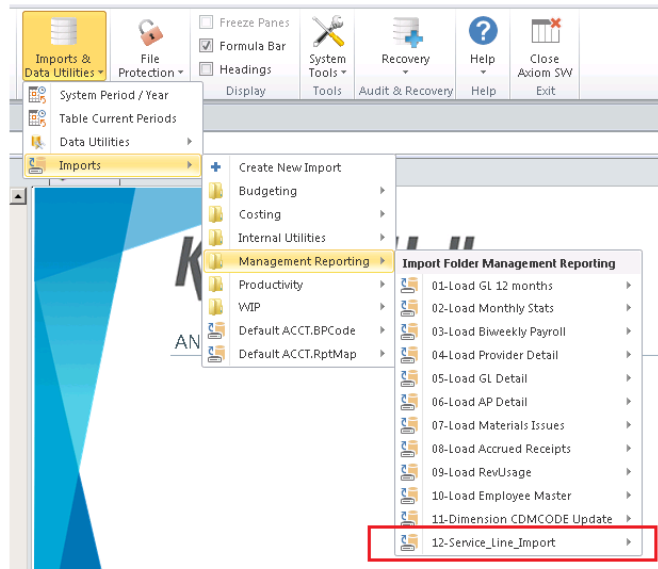 Imports &
Data Utilities
File
Protection
Freeze Panes
Formula Bar
Headings
Display
System
Tools
Tools
Recovery
Audit & Recovery
Help
Help
Close
Axiom SW
Exit
System Period / Year
Table Current Periods
Data Utilities
Imports
Create New Import
Budgeting
Costing
Internal Utilities
Management Reporting
Productivity
WIP
Default ACCT.BPCode
Default ACCT.RptMap
Import Folder Management Reporting
01-Load GL 12 months
02-Load Monthly Stats
03-Load Biweekly Payroll
04-Load Provider Detail
05-Load GL Detail
06-Load AP Detail
07-Load Materials Issues
08-Load Accrued Receipts
09-Load RevUsage
10-Load Employee Master
11-Dimension CDMCODE Update
12-Service_Line_Import